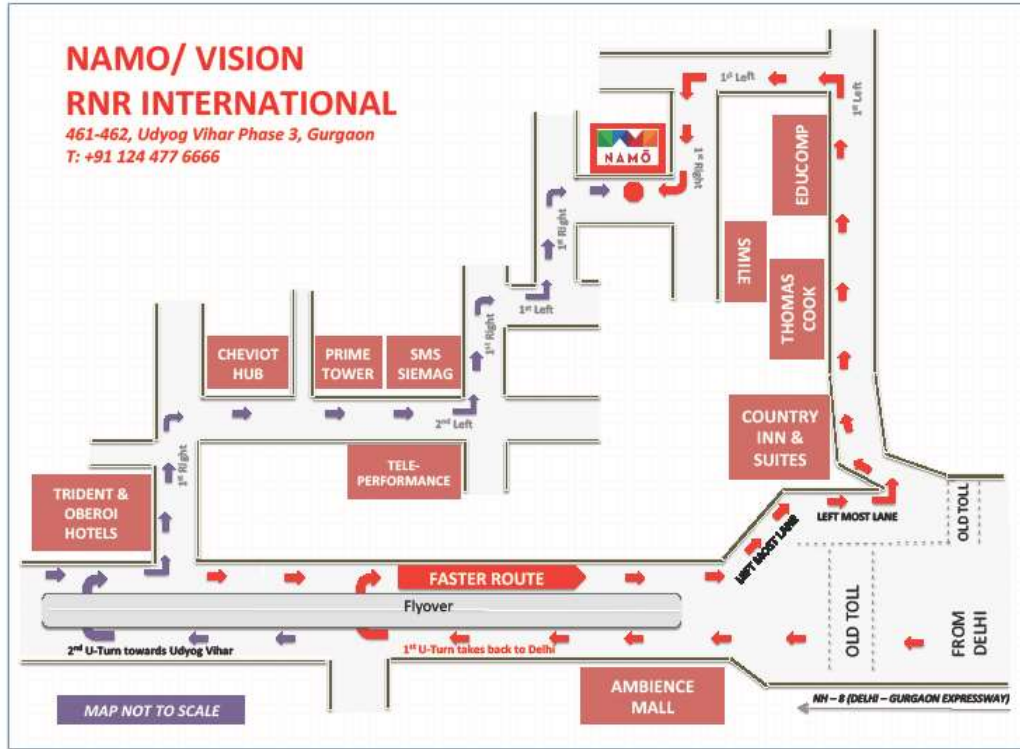 NAMO/ VISION
RNR INTERNATIONAL
461-462, Udyog Vihar Phase 3, Gurgaon
T: +91 124 477 6666
1st Left
1st Left
NAMŌ
1st Right
EDUCOMP
1st Right
SMILE
THOMAS
COOK
1st Left
1st Right
CHEVIOT
HUB
PRIME
TOWER
SMS
SIEMAG
2nd Left
COUNTRY
INN &
SUITES
1st Right
TELE-
PERFORMANCE
TRIDENT &
OBEROI
HOTELS
LEFT MOST LANE
LEFT MOST LANE
OLD TOLL
FASTER ROUTE
Flyover
OLD TOLL
FROM
DELHI
2nd U-Turn towards Udyog Vihar
1st U-Turn takes back to Delhi
AMBIENCE
MALL
NH – 8 (DELHI – GURGAON EXPRESSWAY)
MAP NOT TO SCALE